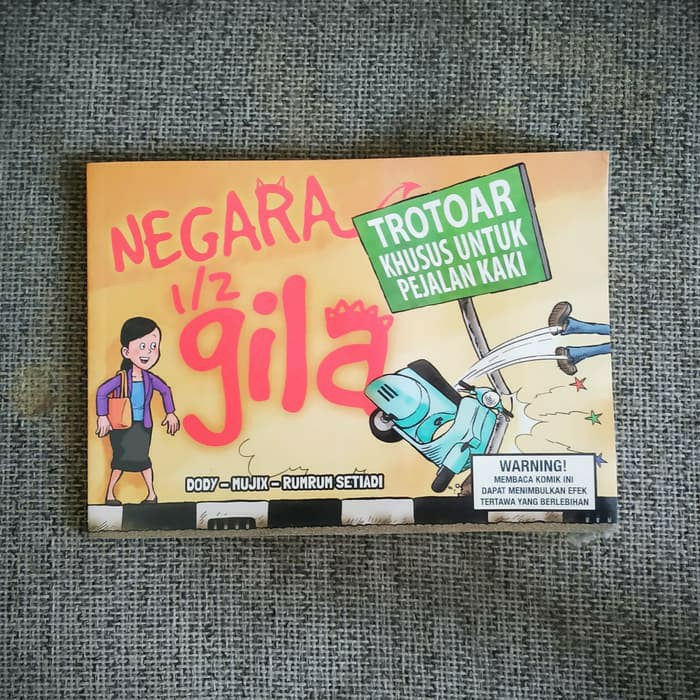 NEGARA
1/2
gila
TROTOAR
KHUSUS UNTUK
PEJALAN KAKI
DODY – MUJIX – RUMRUM SETIADI
WARNING!
MEMBACA KOMIK INI
DAPAT MENIMBULKAN EFEK
TERTAWA YANG BERLEBIHAN